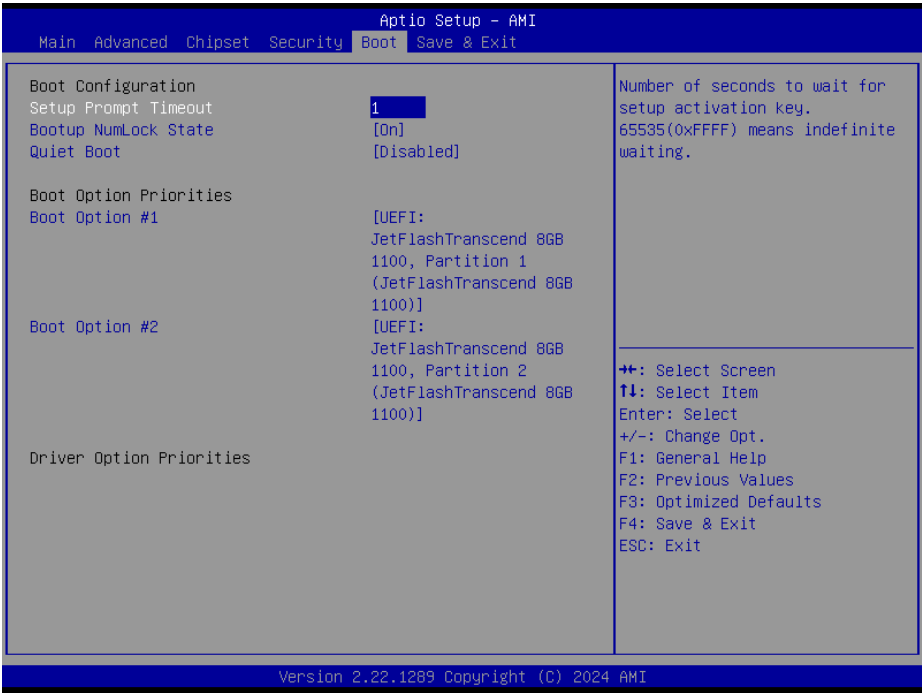 Aptio Setup – AMI
Main Advanced Chipset Security Boot Save & Exit
Boot Configuration
Setup Prompt Timeout 1
Bootup NumLock State [On]
Quiet Boot [Disabled]
Boot Option Priorities
Boot Option #1 [UEFI:
JetFlashTranscend 8GB
1100, Partition 1
(JetFlashTranscend 8GB
1100)]
Boot Option #2 [UEFI:
JetFlashTranscend 8GB
1100, Partition 2
(JetFlashTranscend 8GB
1100)]
Driver Option Priorities
Number of seconds to wait for
setup activation key.
65535(0xFFFF) means indefinite
waiting.
→←: Select Screen
↑↓: Select Item
Enter: Select
+/-: Change Opt.
F1: General Help
F2: Previous Values
F3: Optimized Defaults
F4: Save & Exit
ESC: Exit
Version 2.22.1289 Copyright (C) 2024 AMI